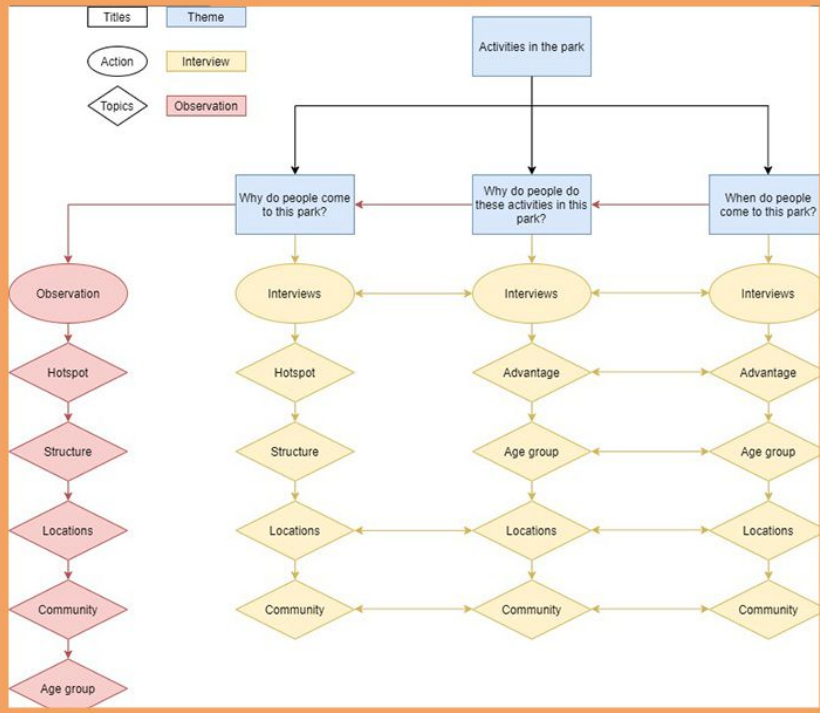 Titles
Theme
Action
Interview
Topics
Observation
Activities in the park
Why do people come
to this park?
Why do people do
these activities in this
park?
When do people
come to this park?
Observation
Interviews
Interviews
Interviews
Hotspot
Hotspot
Advantage
Advantage
Structure
Structure
Age group
Age group
Locations
Locations
Locations
Locations
Community
Community
Community
Community
Age group